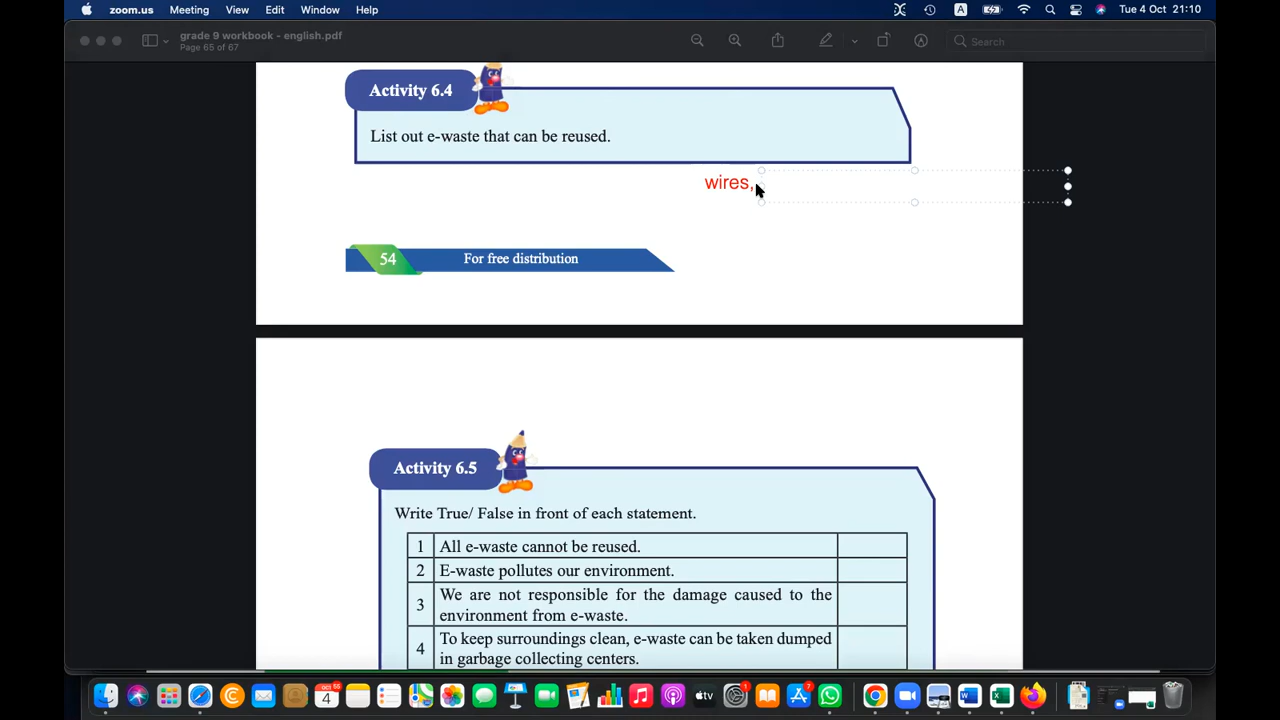 zoom.us Meeting View Edit Window Help A Tue 4 Oct 21:10
grade 9 workbook - english.pdf
Page 65 of 67
Search
Activity 6.4
List out e-waste that can be reused.
wires,
54 For free distribution
Activity 6.5
Write True/ False in front of each statement.
1 All e-waste cannot be reused.
2 E-waste pollutes our environment.
3 We are not responsible for the damage caused to the
environment from e-waste.
4 To keep surroundings clean, e-waste can be taken dumped
in garbage collecting centers.